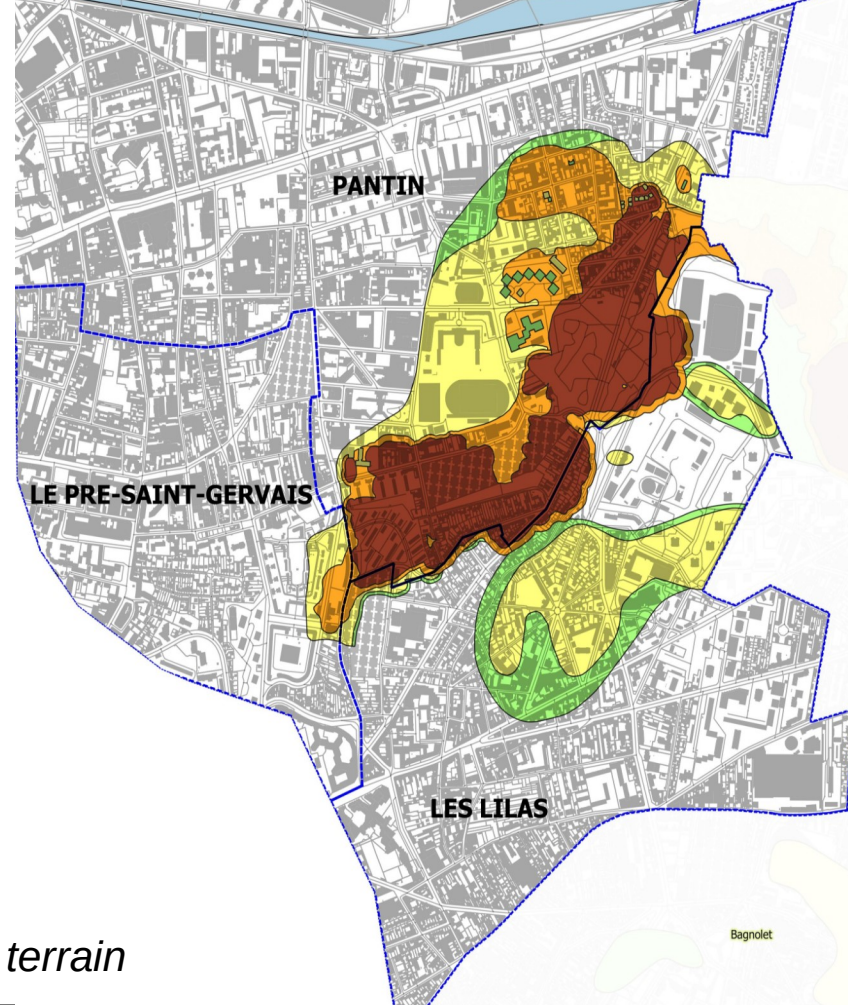 PANTIN
LE PRE-SAINT-GERVAIS
LES LILAS
Bagnolet
terrain